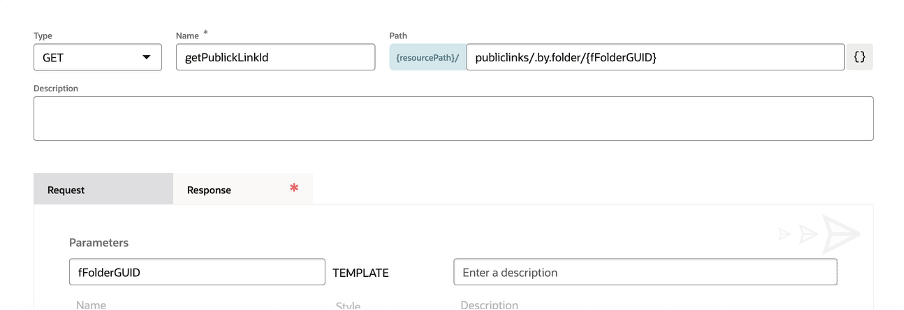 Type Name * Path
GET getPublickLinkId {resourcePath}/ publiclinks/.by.folder/{fFolderGUID} {}
Description
Request Response *
Parameters
fFolderGUID TEMPLATE Enter a description
Name Style Description